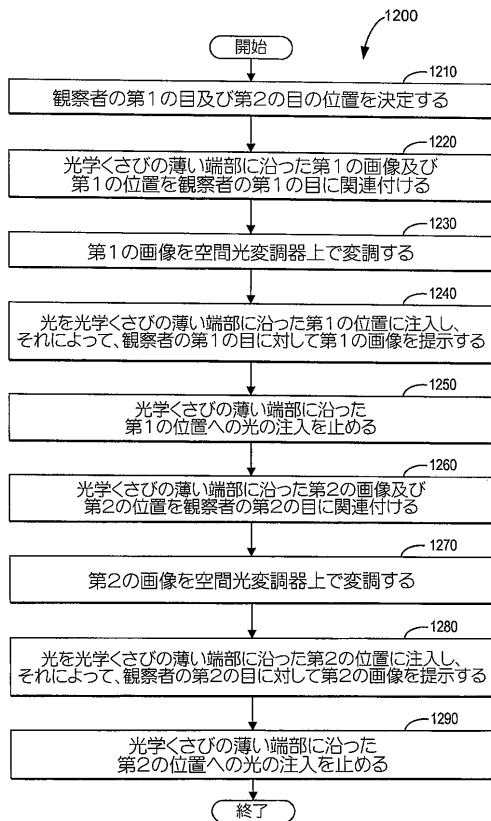 1200
開始
1210
観察者の第1の目及び第2の目の位置を決定する
1220
光学くさびの薄い端部に沿った第1の画像及び
第1の位置を観察者の第1の目に関連付ける
1230
第1の画像を空間光変調器上で変調する
1240
光を光学くさびの薄い端部に沿った第1の位置に注入し、
それによって、観察者の第1の目に対して第1の画像を提示する
1250
光学くさびの薄い端部に沿った
第1の位置への光の注入を止める
1260
光学くさびの薄い端部に沿った第2の画像及び
第2の位置を観察者の第2の目に関連付ける
1270
第2の画像を空間光変調器上で変調する
1280
光を光学くさびの薄い端部に沿った第2の位置に注入し、
それによって、観察者の第2の目に対して第2の画像を提示する
1290
光学くさびの薄い端部に沿った
第2の位置への光の注入を止める
終了